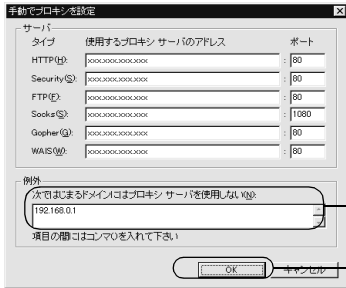 手動でプロキシを設定
サーバ
タイプ 使用するプロキシ サーバのアドレス ポート
HTTP(H): xxx.xxx.xxx.xxx : 80
Security(S): xxx.xxx.xxx.xxx : 80
FTP(F): xxx.xxx.xxx.xxx : 80
Socks(S): xxx.xxx.xxx.xxx : 1080
Gopher(G): xxx.xxx.xxx.xxx : 80
WAIS(W): xxx.xxx.xxx.xxx : 80
例外
次ではじまるドメインにはプロキシ サーバを使用しない(N):
192.168.0.1
項目の間にはコンマ(,)を入れて下さい
OK キャンセル